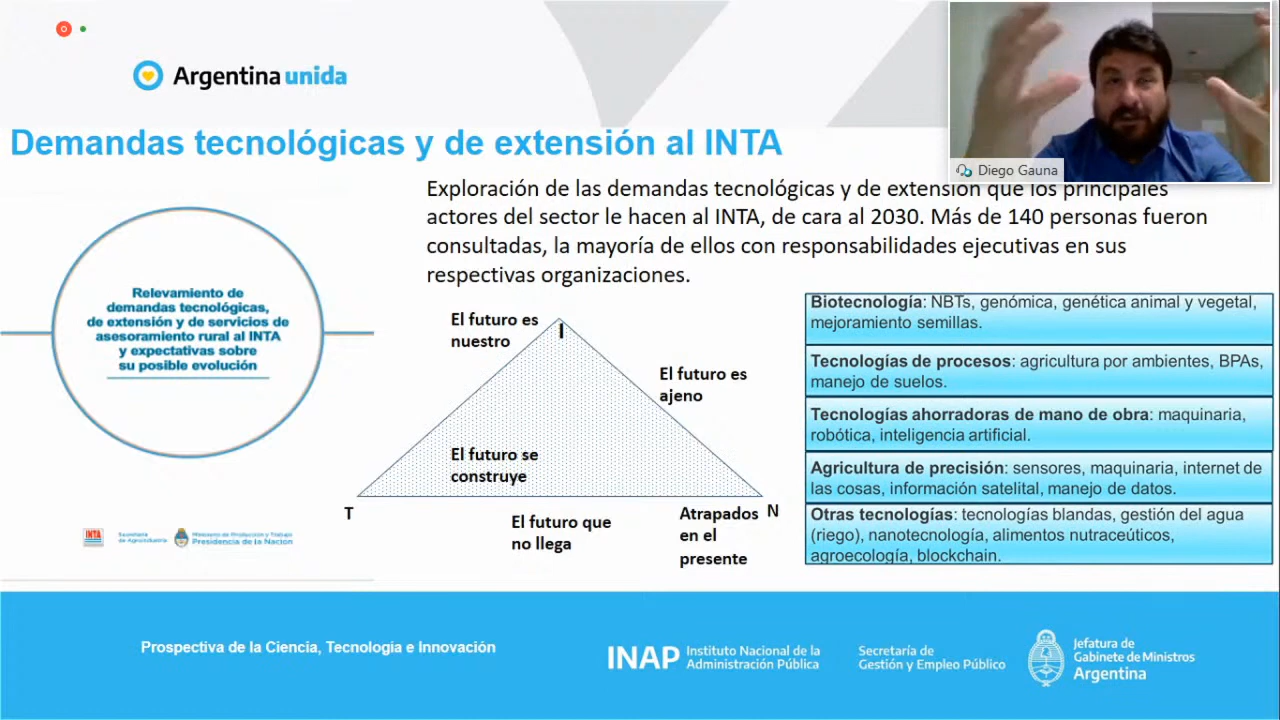 Argentina unida
Diego Gauna
Demandas tecnológicas y de extensión al INTA
Exploración de las demandas tecnológicas y de extensión que los principales
actores del sector le hacen al INTA, de cara al 2030. Más de 140 personas fueron
consultadas, la mayoría de ellos con responsabilidades ejecutivas en sus
respectivas organizaciones.
Relevamiento de
demandas tecnológicas,
de extensión y de servicios de
asesoramiento rural al INTA
y expectativas sobre
su posible evolución
INTA
Secretaría
de Agroindustria
Ministerio de Producción y Trabajo
Presidencia de la Nación
El futuro es
nuestro
I
El futuro es
ajeno
El futuro se
construye
T
El futuro que
no llega
Atrapados
en el
presente
N
Biotecnología: NBTs, genómica, genética animal y vegetal,
mejoramiento semillas.
Tecnologías de procesos: agricultura por ambientes, BPAs,
manejo de suelos.
Tecnologías ahorradoras de mano de obra: maquinaria,
robótica, inteligencia artificial.
Agricultura de precisión: sensores, maquinaria, internet de
las cosas, información satelital, manejo de datos.
Otras tecnologías: tecnologías blandas, gestión del agua
(riego), nanotecnología, alimentos nutraceúticos,
agroecología, blockchain.
Prospectiva de la Ciencia, Tecnologia e Innovación
INAP
Instituto Nacional de la
Administración Pública
Secretaría de
Gestión y Empleo Público
Jefatura de
Gabinete de Ministros
Argentina